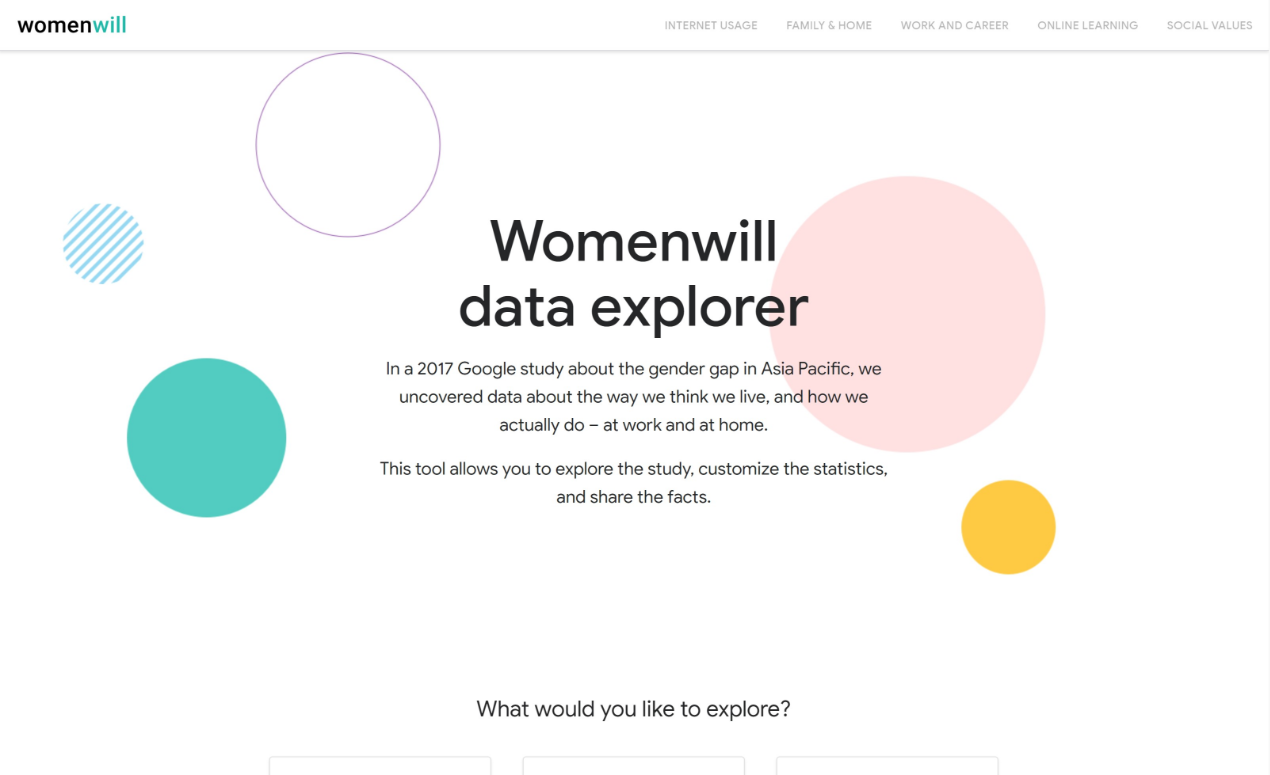 womenwill
INTERNET USAGE FAMILY & HOME WORK AND CAREER ONLINE LEARNING SOCIAL VALUES
Womenwill
data explorer
In a 2017 Google study about the gender gap in Asia Pacific, we
uncovered data about the way we think we live, and how we
actually do – at work and at home.
This tool allows you to explore the study, customize the statistics,
and share the facts.
What would you like to explore?